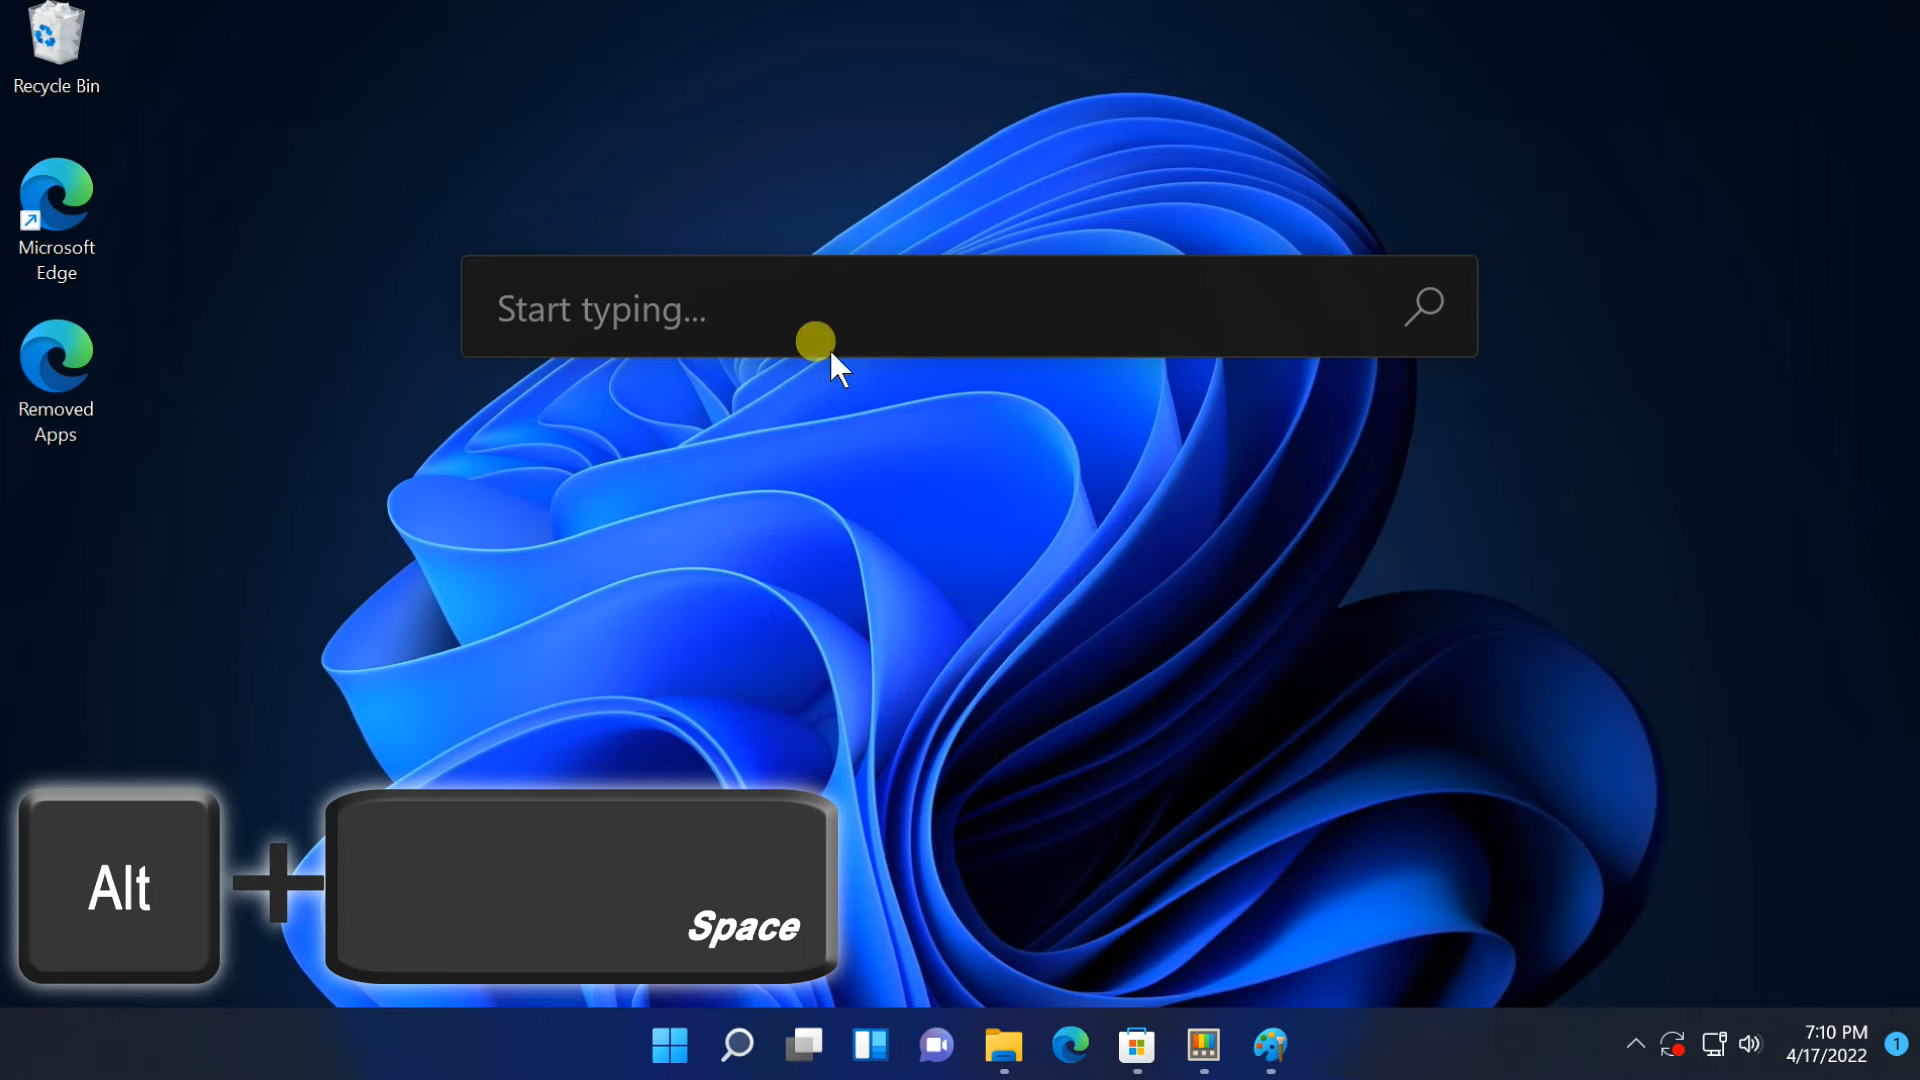 Recycle Bin
Microsoft
Edge
Removed
Apps
Start typing...
Alt
Space
7:10 PM
4/17/2022
1